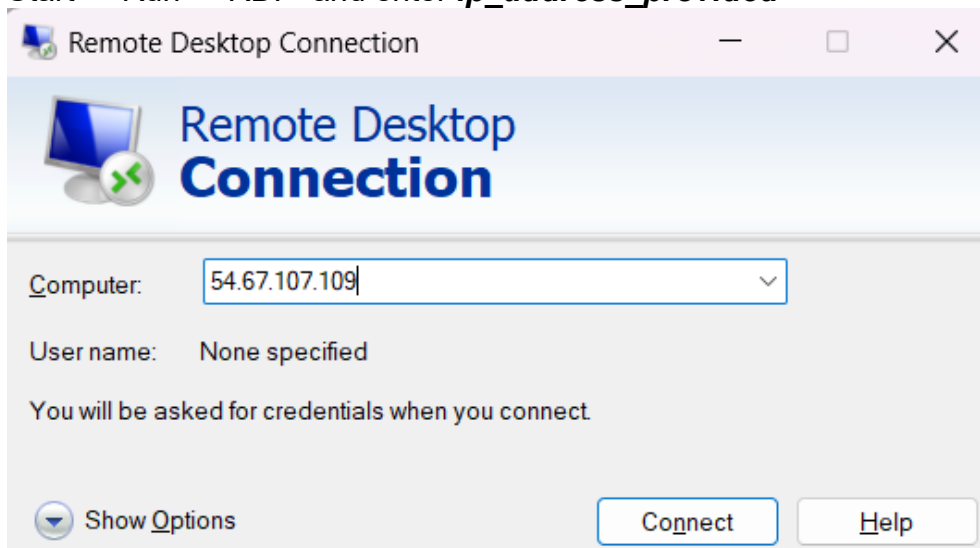 Remote Desktop Connection
Remote Desktop
Connection
Computer: 54.67.107.109
User name: None specified
You will be asked for credentials when you connect.
Show Options Connect Help